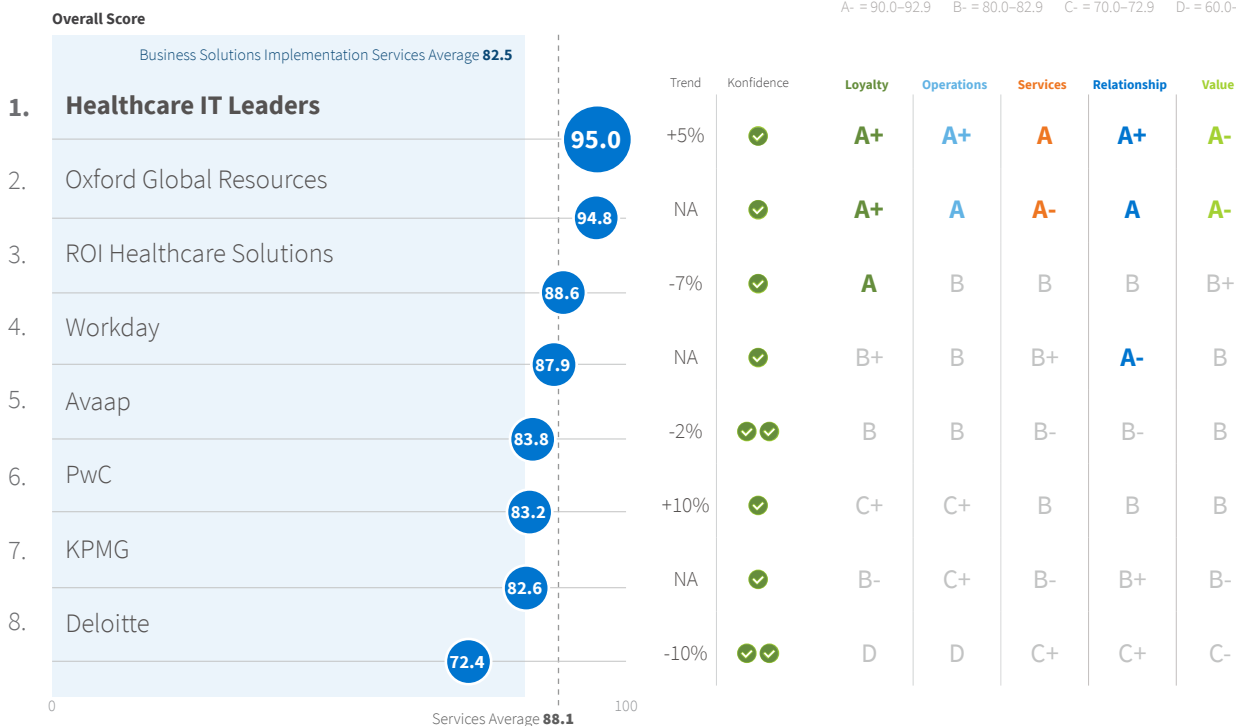 A- = 90.0–92.9 B- = 80.0–82.9 C- = 70.0–72.9 D- = 60.0-
Overall Score
Business Solutions Implementation Services Average 82.5
Trend Konfidence Loyalty Operations Services Relationship Value
1. Healthcare IT Leaders 95.0 +5% A+ A+ A A+ A-
2. Oxford Global Resources 94.8 NA A+ A A- A A-
3. ROI Healthcare Solutions 88.6 -7% A B B B B+
4. Workday 87.9 NA B+ B B+ A- B
5. Avaap 83.8 -2% B B B- B- B
6. PwC 83.2 +10% C+ C+ B B B
7. KPMG 82.6 NA B- C+ B- B+ B-
8. Deloitte 72.4 -10% D D C+ C+ C-
0 100
Services Average 88.1